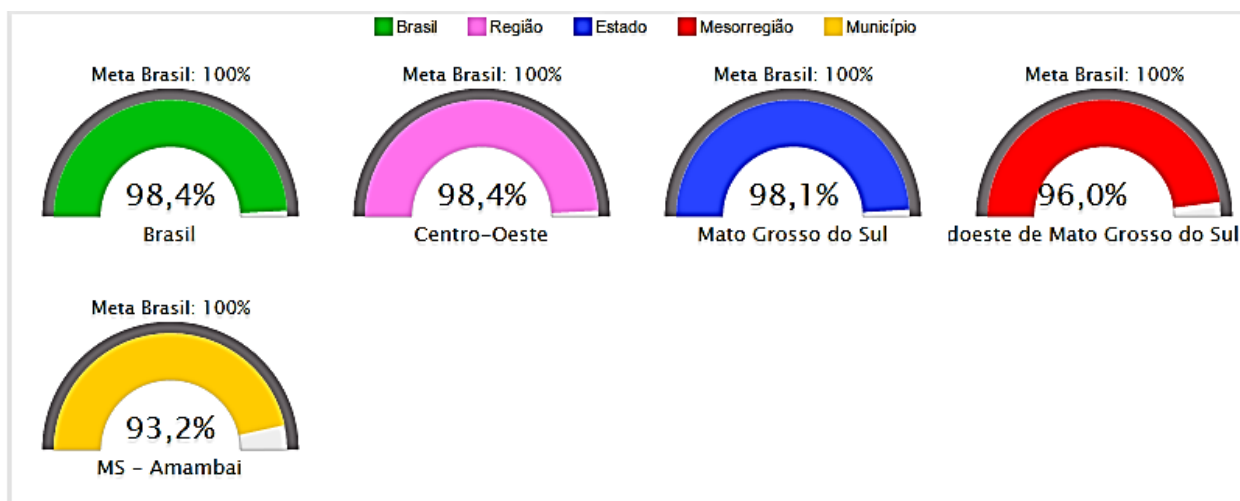 Brasil Região Estado Mesorregião Município
Meta Brasil: 100% Meta Brasil: 100% Meta Brasil: 100% Meta Brasil: 100%
98,4% 98,4% 98,1% 96,0%
Brasil Centro-Oeste Mato Grosso do Sul doeste de Mato Grosso do Sul
Meta Brasil: 100%
93,2%
MS - Amambai